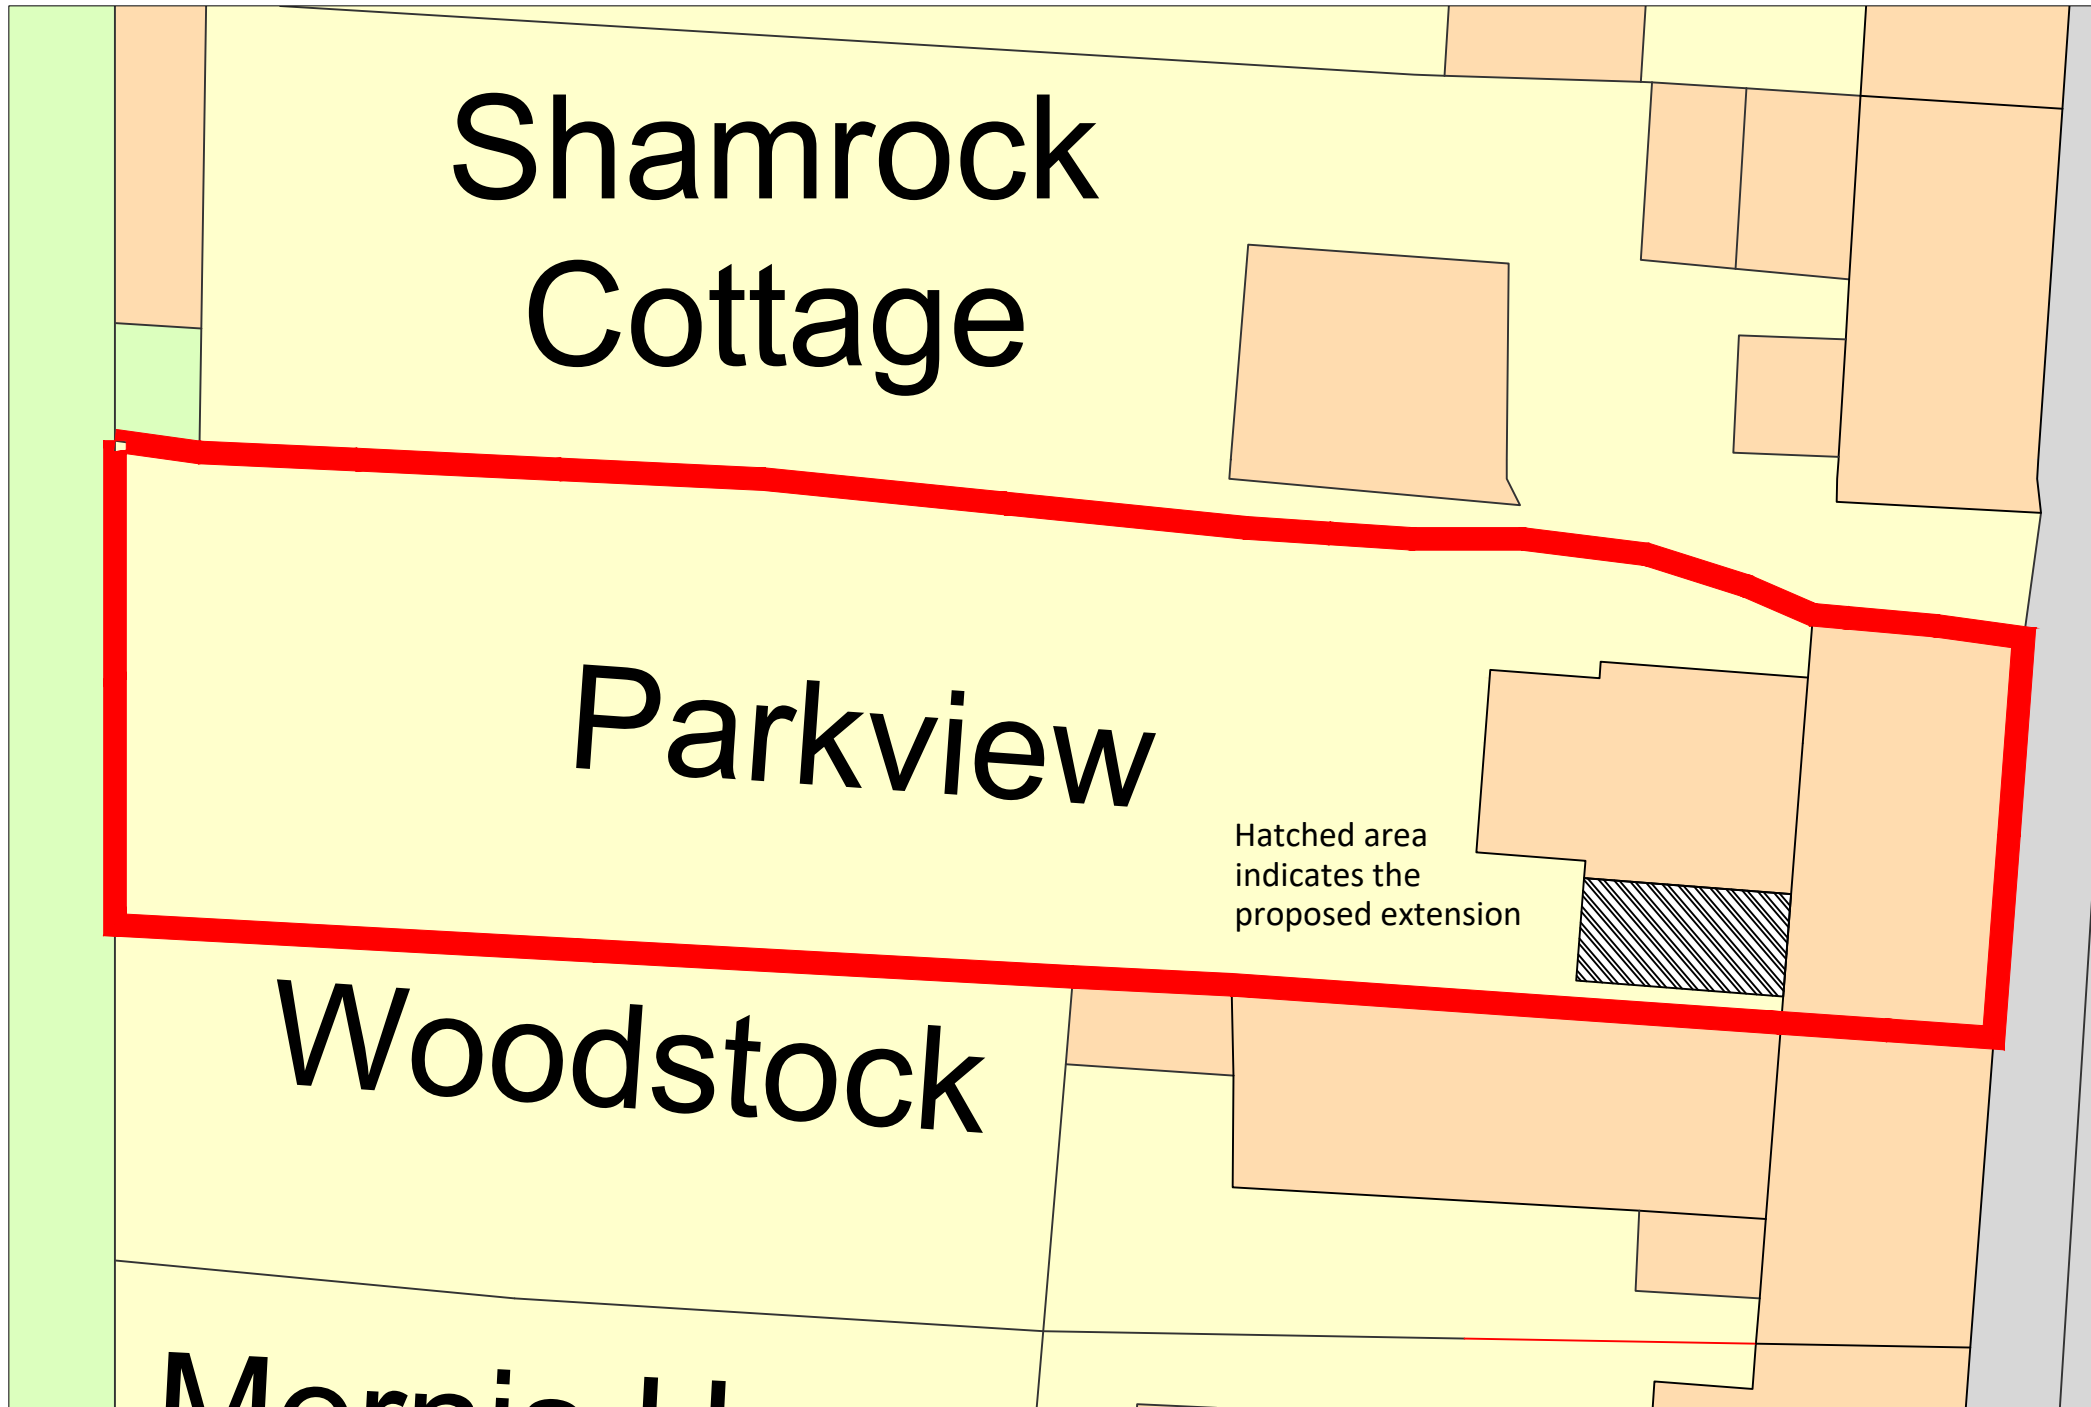 Shamrock
Cottage
Parkview
Hatched area
indicates the
proposed extension
Woodstock